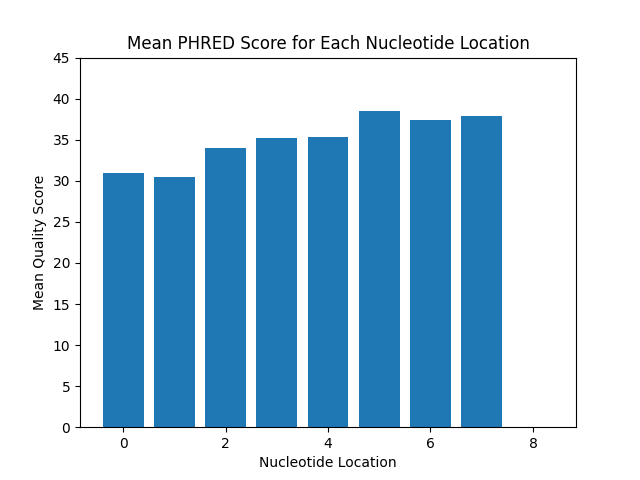 Mean PHRED Score for Each Nucleotide Location
45
40
35
30
25
20
15
10
5
0
Mean Quality Score
0 2 4 6 8
Nucleotide Location